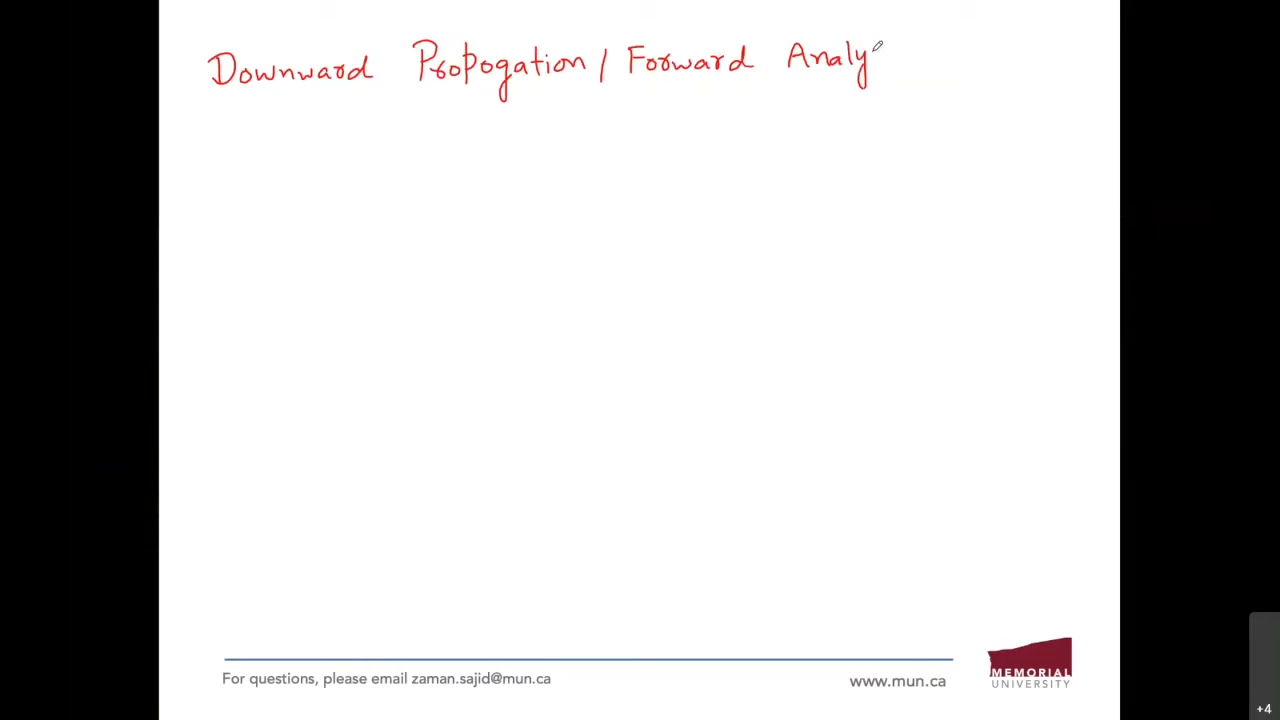 Downward Propogation / Forward Analy
For questions, please email zaman.sajid@mun.ca
www.mun.ca
MEMORIAL
UNIVERSITY
+4